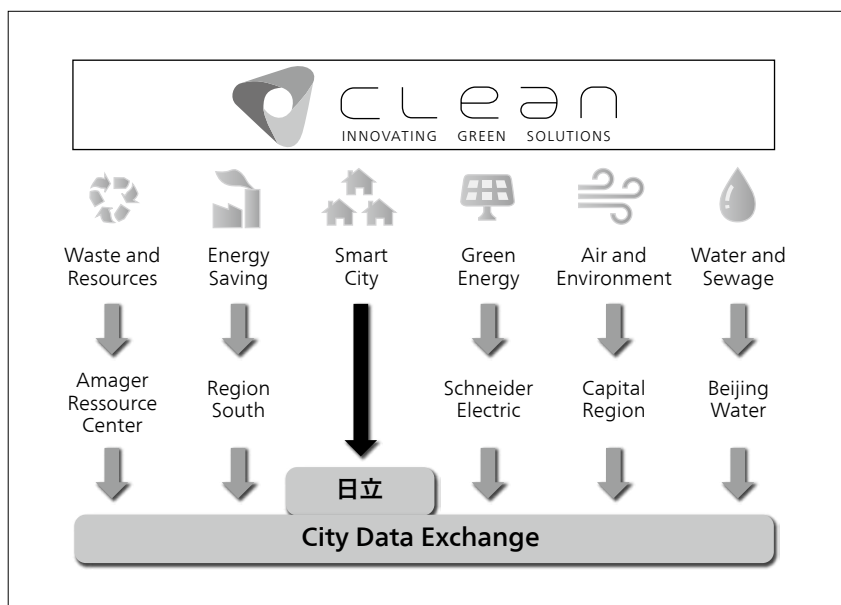 CLEAN
INNOVATING GREEN SOLUTIONS
Waste and
Resources
Energy
Saving
Smart
City
Green
Energy
Air and
Environment
Water and
Sewage
Amager
Ressource
Center
Region
South
Schneider
Electric
Capital
Region
Beijing
Water
日立
City Data Exchange